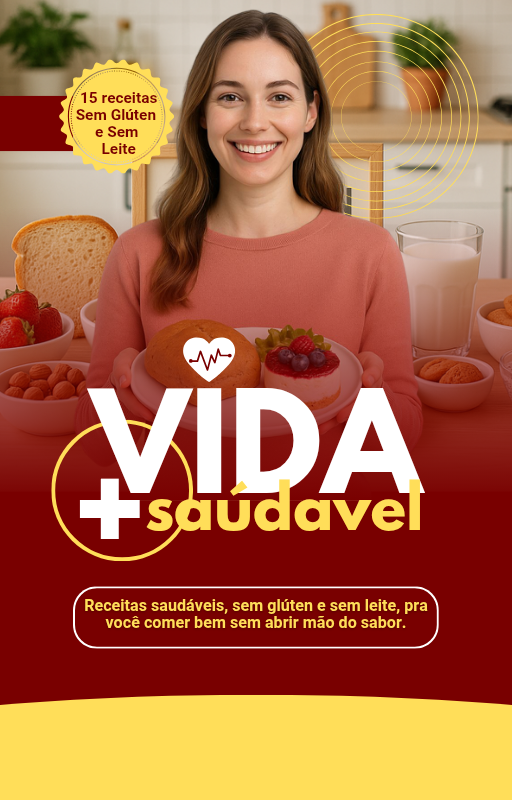 15 receitas
Sem Glúten
e Sem
Leite
VIDA
+saúdavel
Receitas saudáveis, sem glúten e sem leite, pra
você comer bem sem abrir mão do sabor.